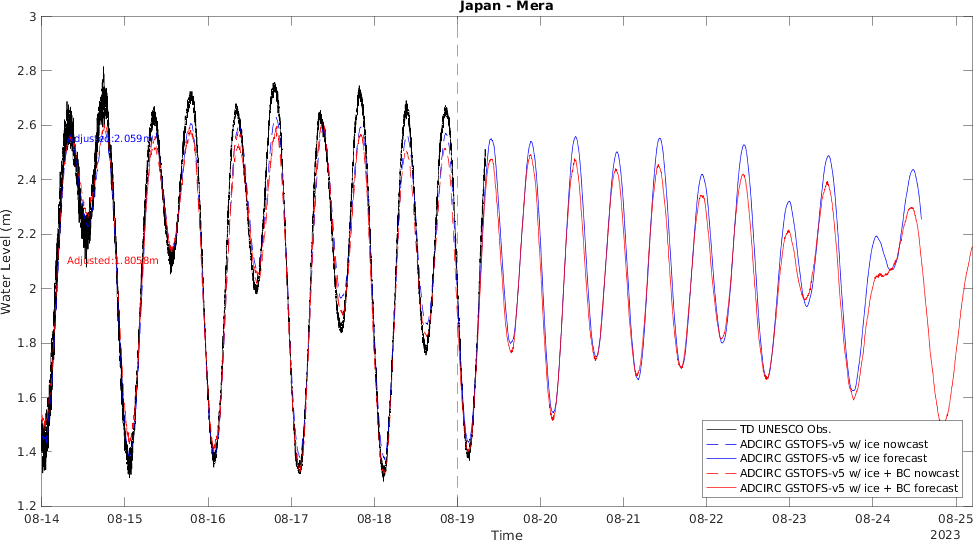 Japan - Mera
3
2.8
2.6
2.4
2.2
2
1.8
1.6
1.4
1.2
Water Level (m)
Adjusted:2.059m
Adjusted:1.8058m
TD UNESCO Obs.
ADCIRC GSTOFS-v5 w/ ice nowcast
ADCIRC GSTOFS-v5 w/ ice forecast
ADCIRC GSTOFS-v5 w/ ice + BC nowcast
ADCIRC GSTOFS-v5 w/ ice + BC forecast
08-14 08-15 08-16 08-17 08-18 08-19 08-20 08-21 08-22 08-23 08-24 08-25
Time
2023